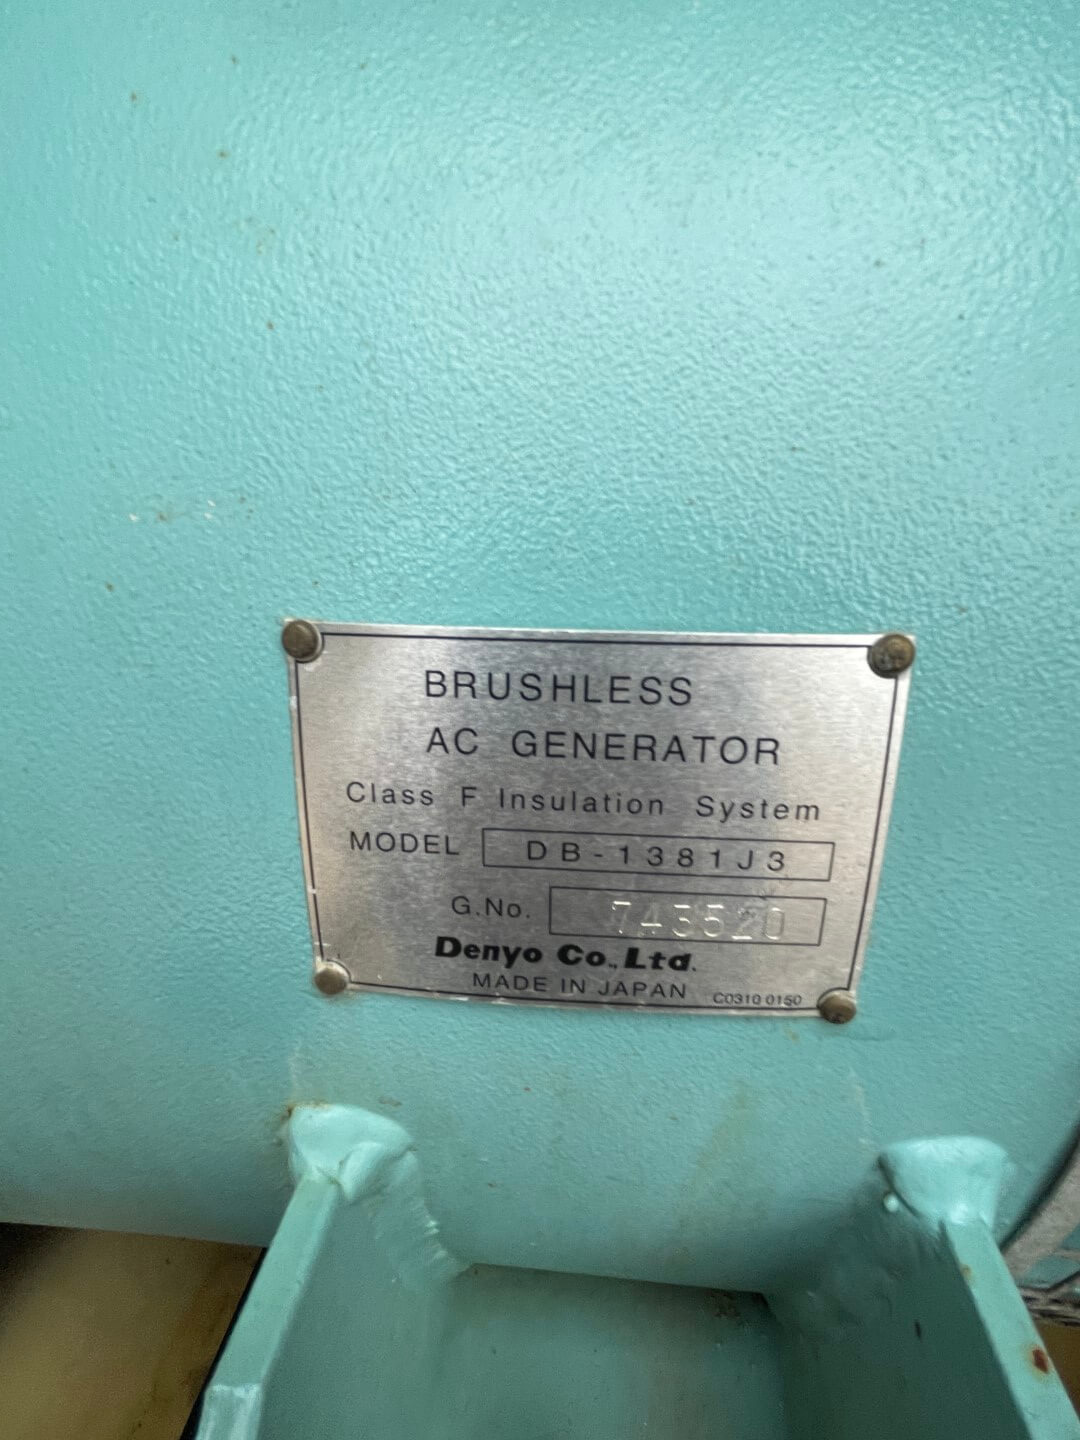 BRUSHLESS
AC GENERATOR
Class F Insulation System
MODEL DB-1381J3
G.No. 743520
Denyo Co., Ltd.
MADE IN JAPAN C0310 0150